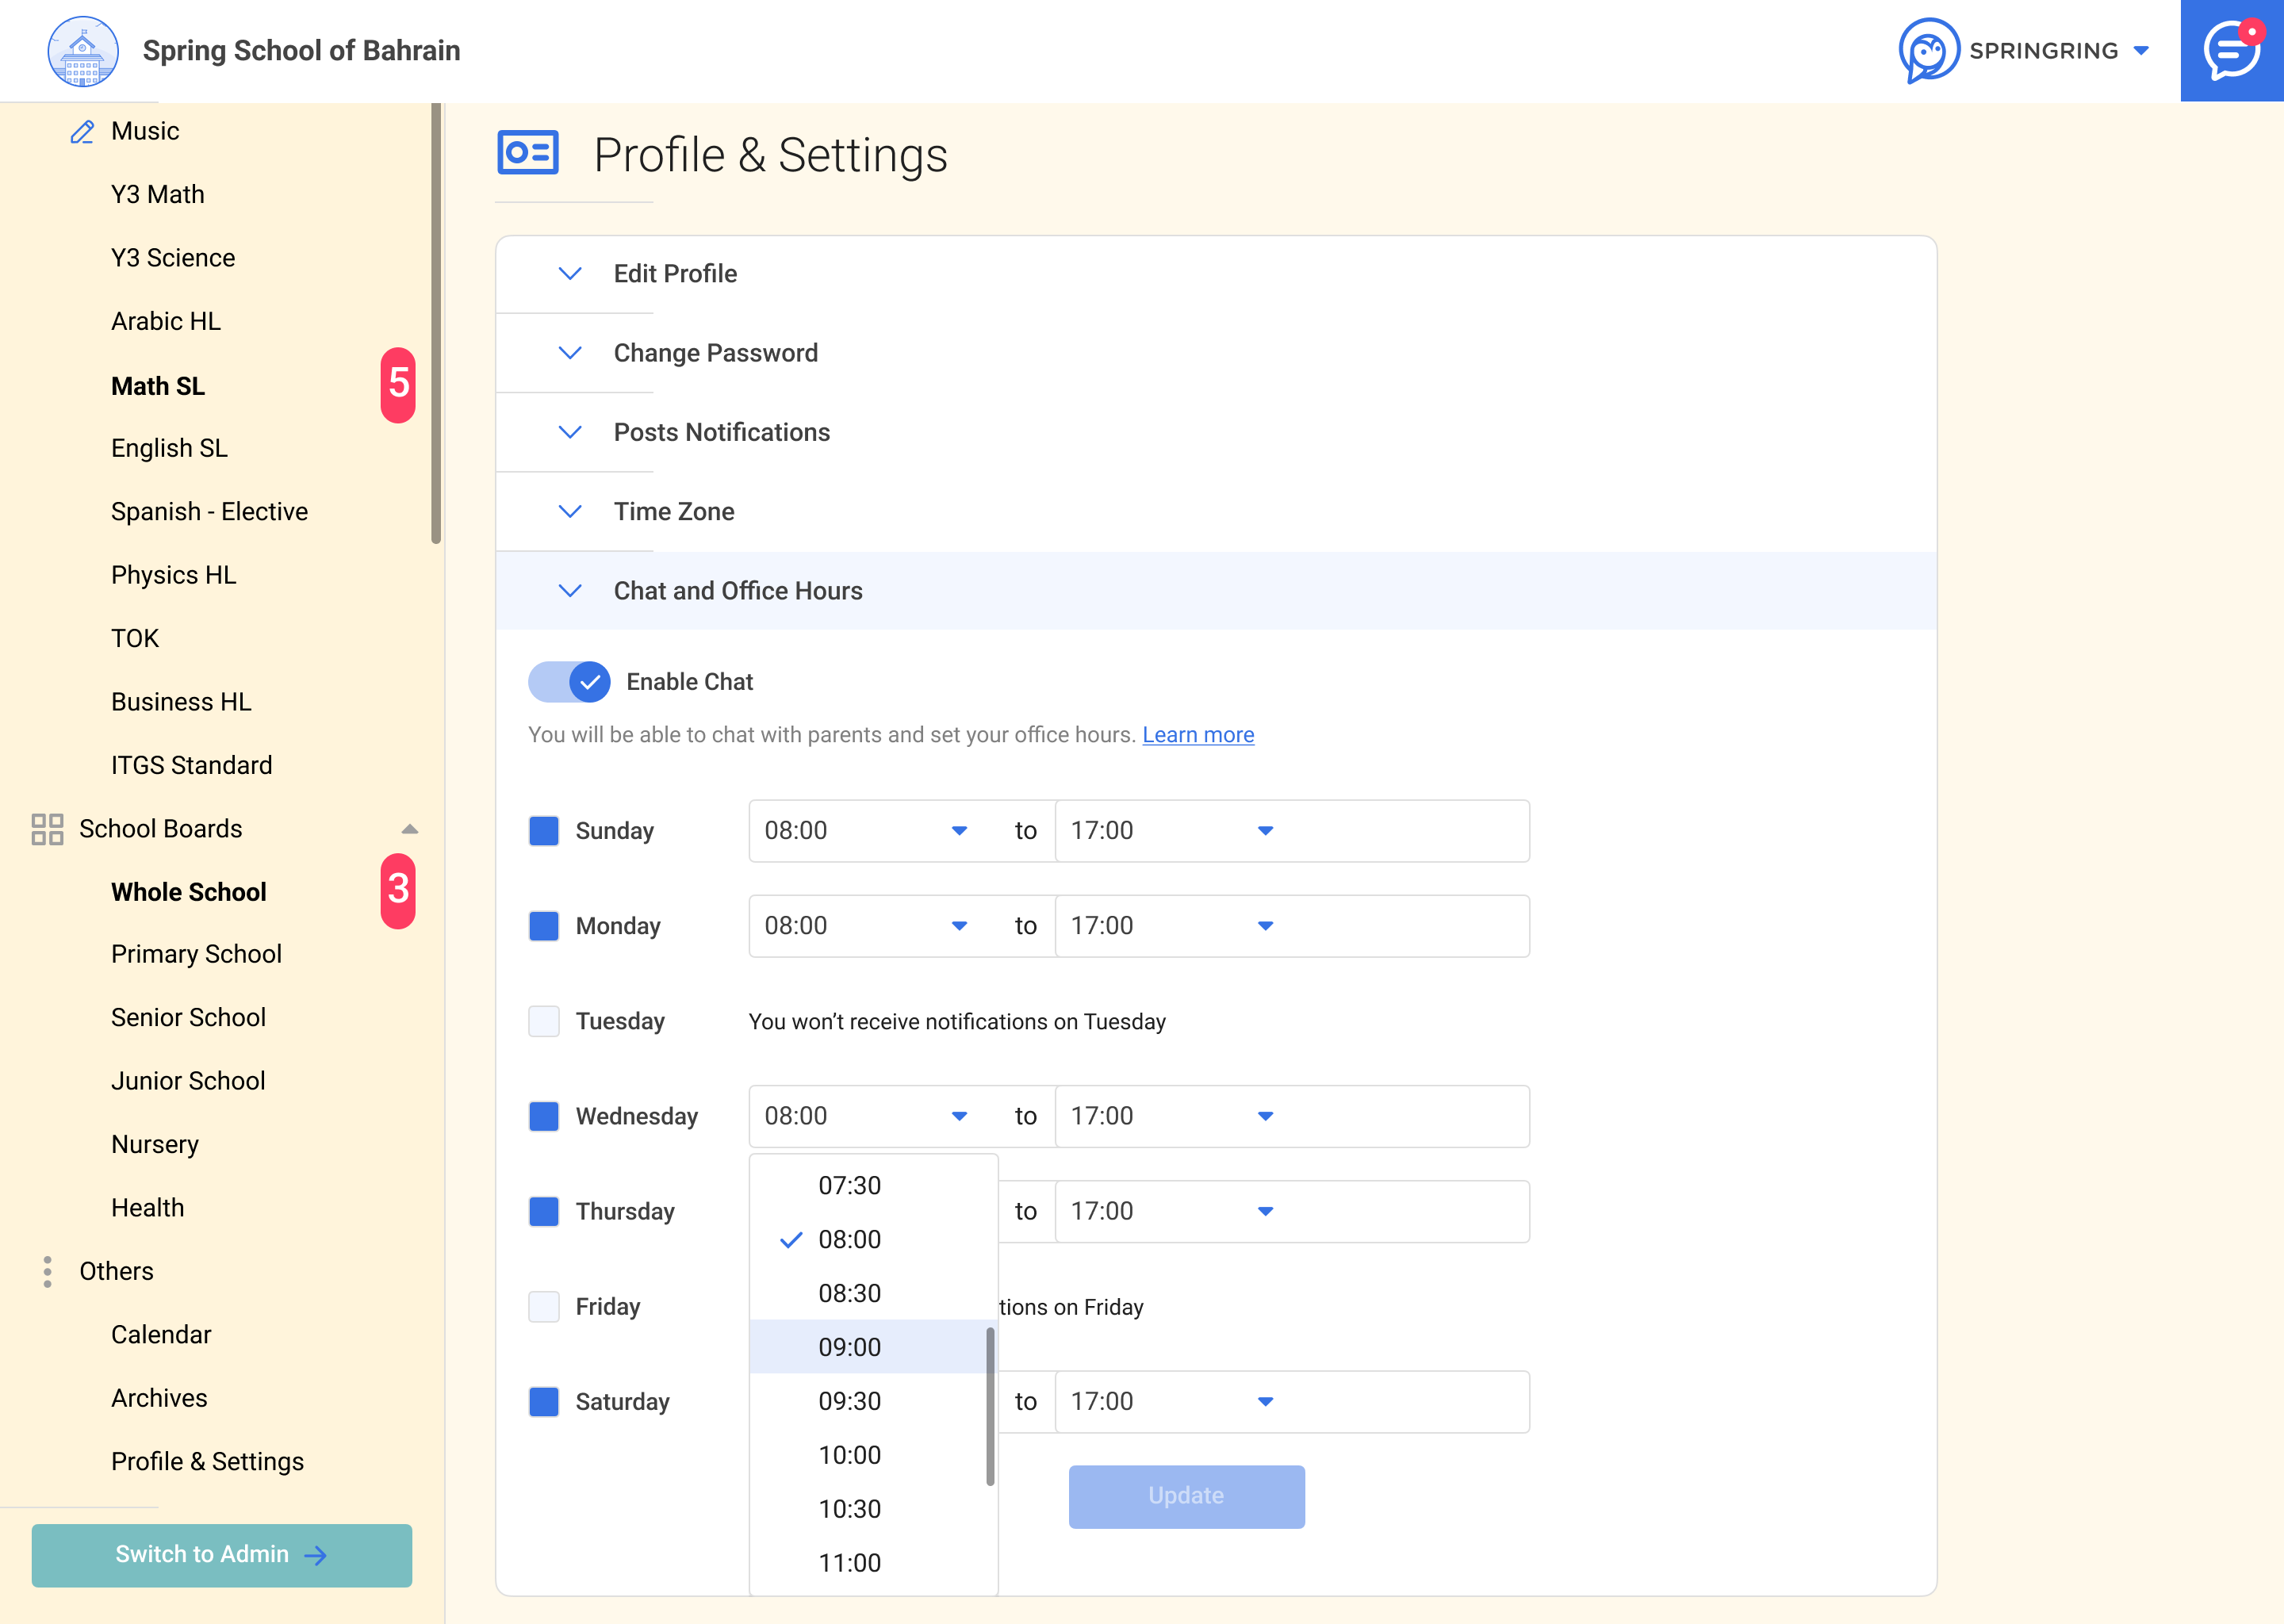 Spring School of Bahrain
SPRINGRING
Music
Y3 Math
Y3 Science
Arabic HL
Math SL
5
English SL
Spanish - Elective
Physics HL
TOK
Business HL
ITGS Standard
School Boards
Whole School
3
Primary School
Senior School
Junior School
Nursery
Health
Others
Calendar
Archives
Profile & Settings
Switch to Admin
Profile & Settings
Edit Profile
Change Password
Posts Notifications
Time Zone
Chat and Office Hours
Enable Chat
You will be able to chat with parents and set your office hours. Learn more
Sunday 08:00 to 17:00
Monday 08:00 to 17:00
Tuesday You won’t receive notifications on Tuesday
Wednesday 08:00 to 17:00
07:30
Thursday to 17:00
08:00
08:30
Friday tions on Friday
09:00
09:30
Saturday to 17:00
10:00
10:30
Update
11:00